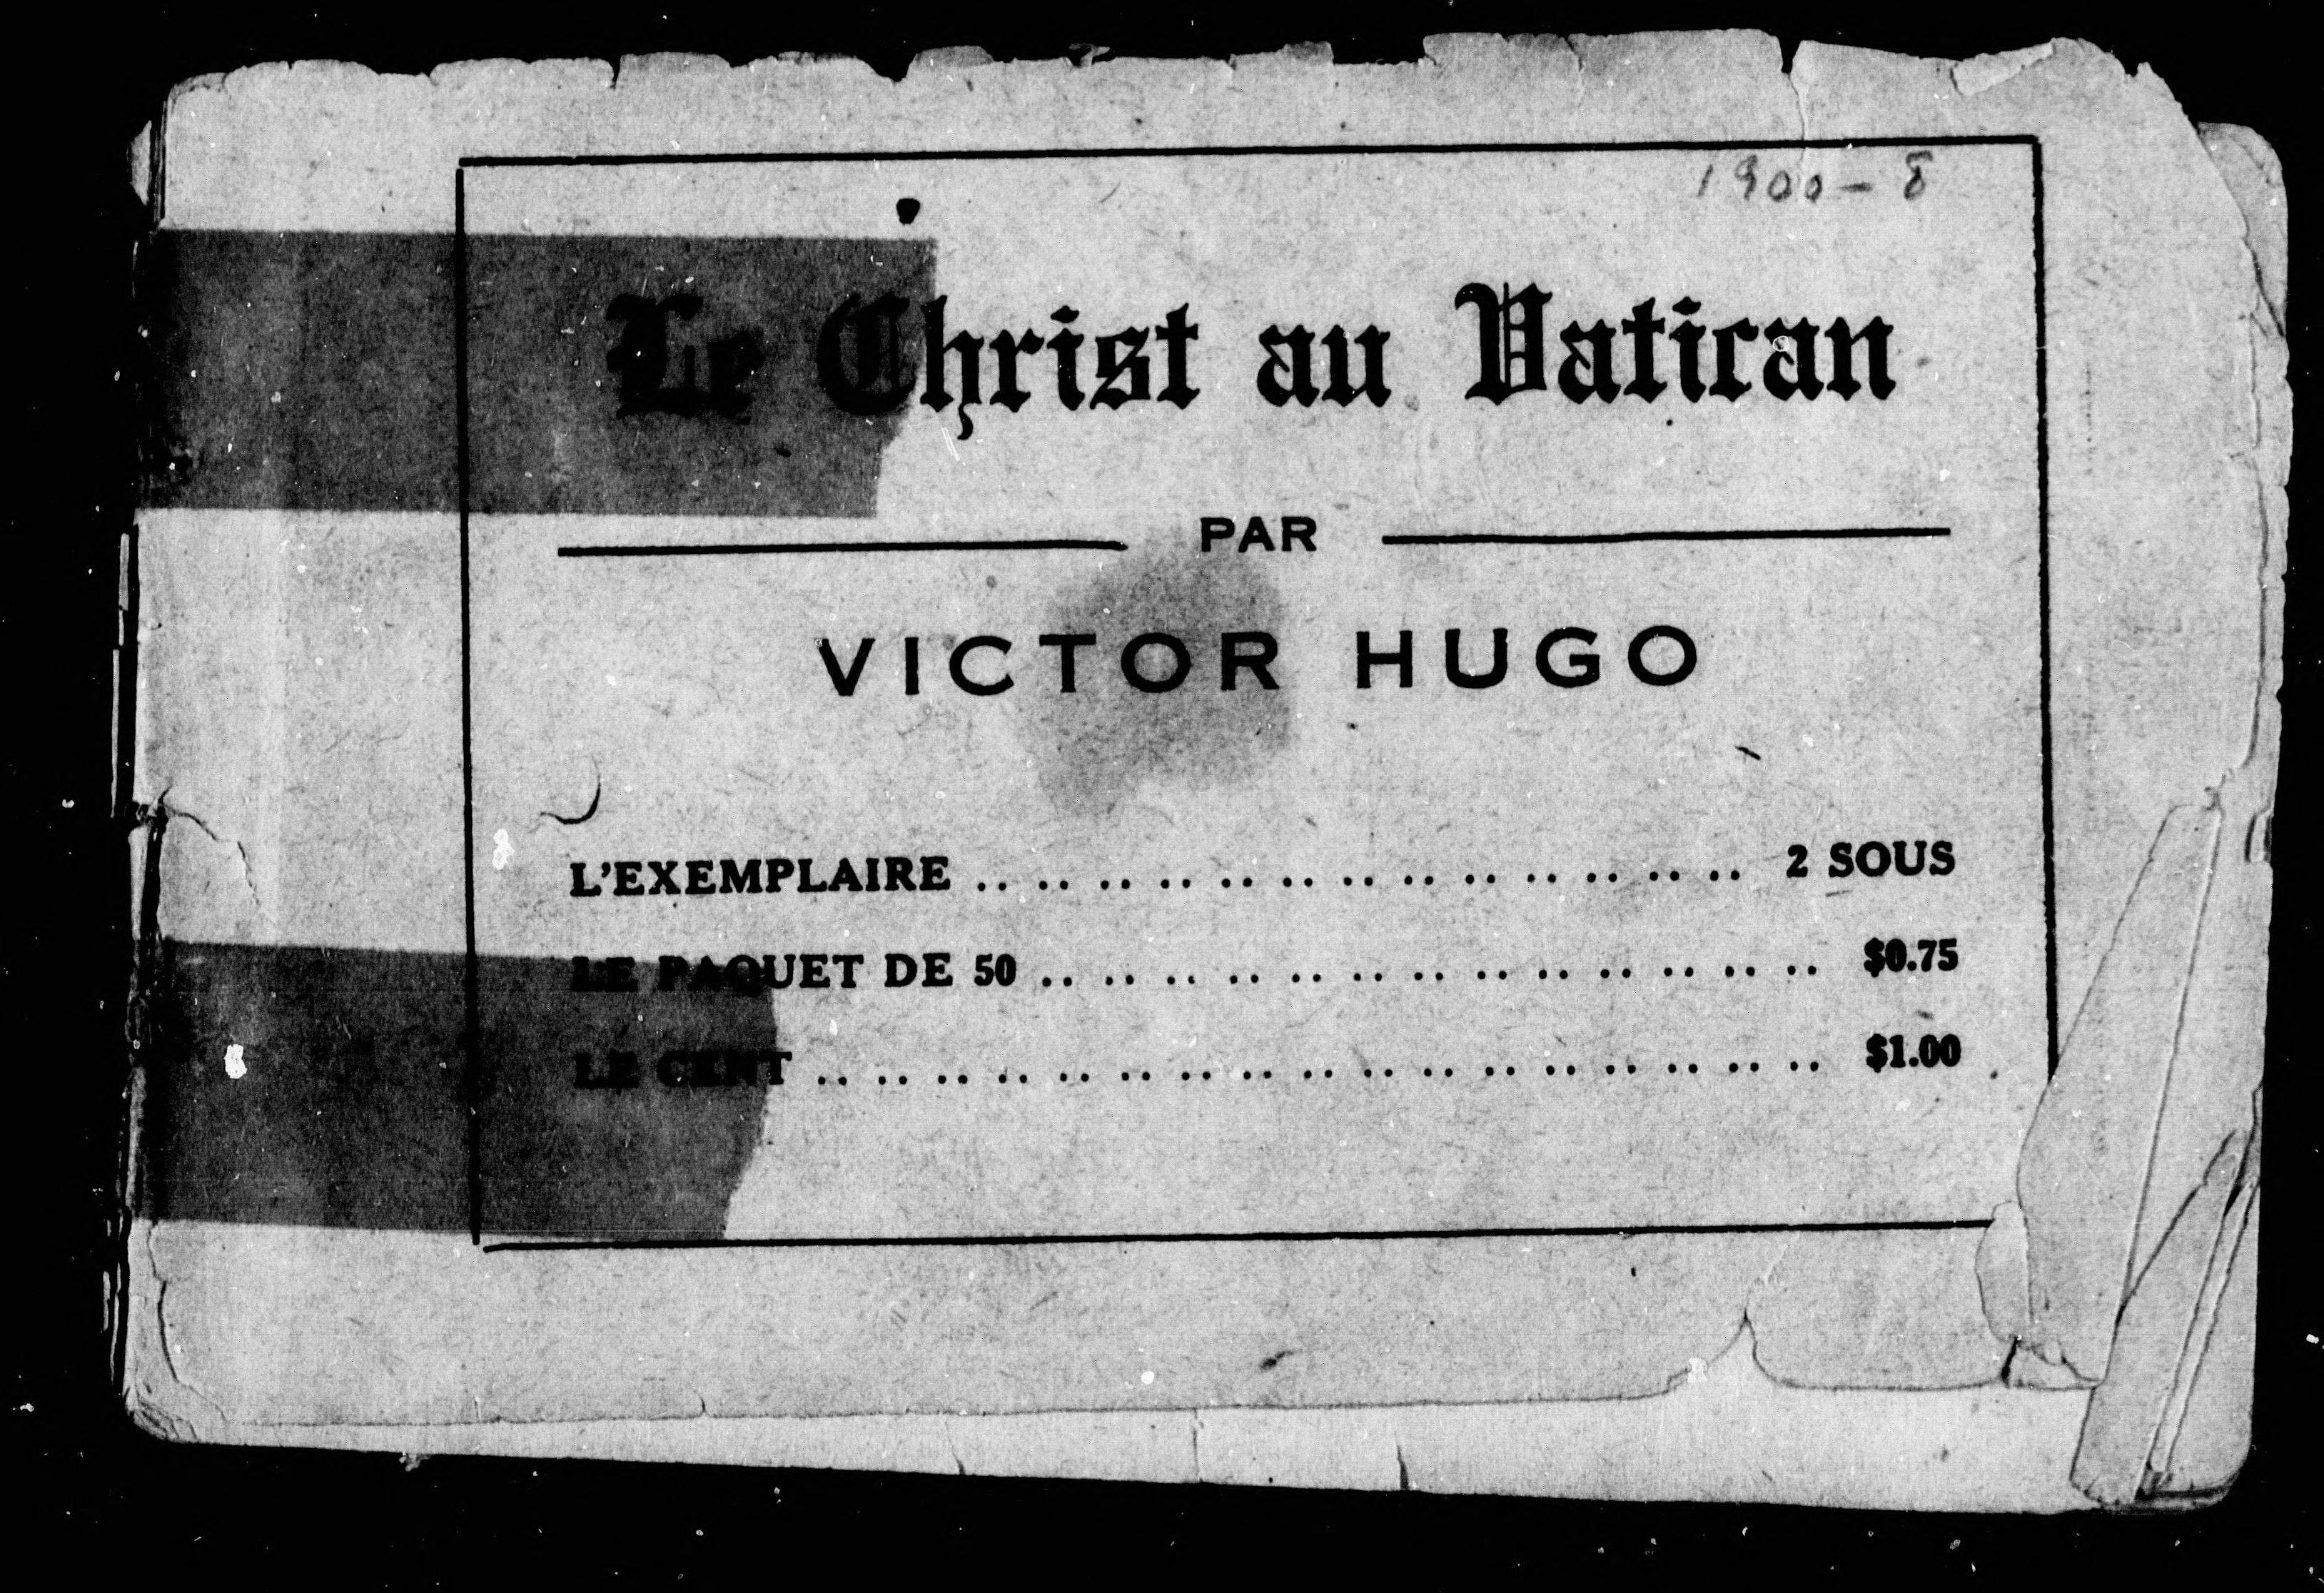 1900-8
Le Christ au Vatican
PAR
VICTOR HUGO
L'EXEMPLAIRE .. .. .. .. .. .. .. .. .. .. .. .. .. 2 SOUS
LE PAQUET DE 50 .. .. .. .. .. .. .. .. .. .. .. .. .. $0.75
LE CENT .. .. .. .. .. .. .. .. .. .. .. .. .. .. .. .. .. $1.00